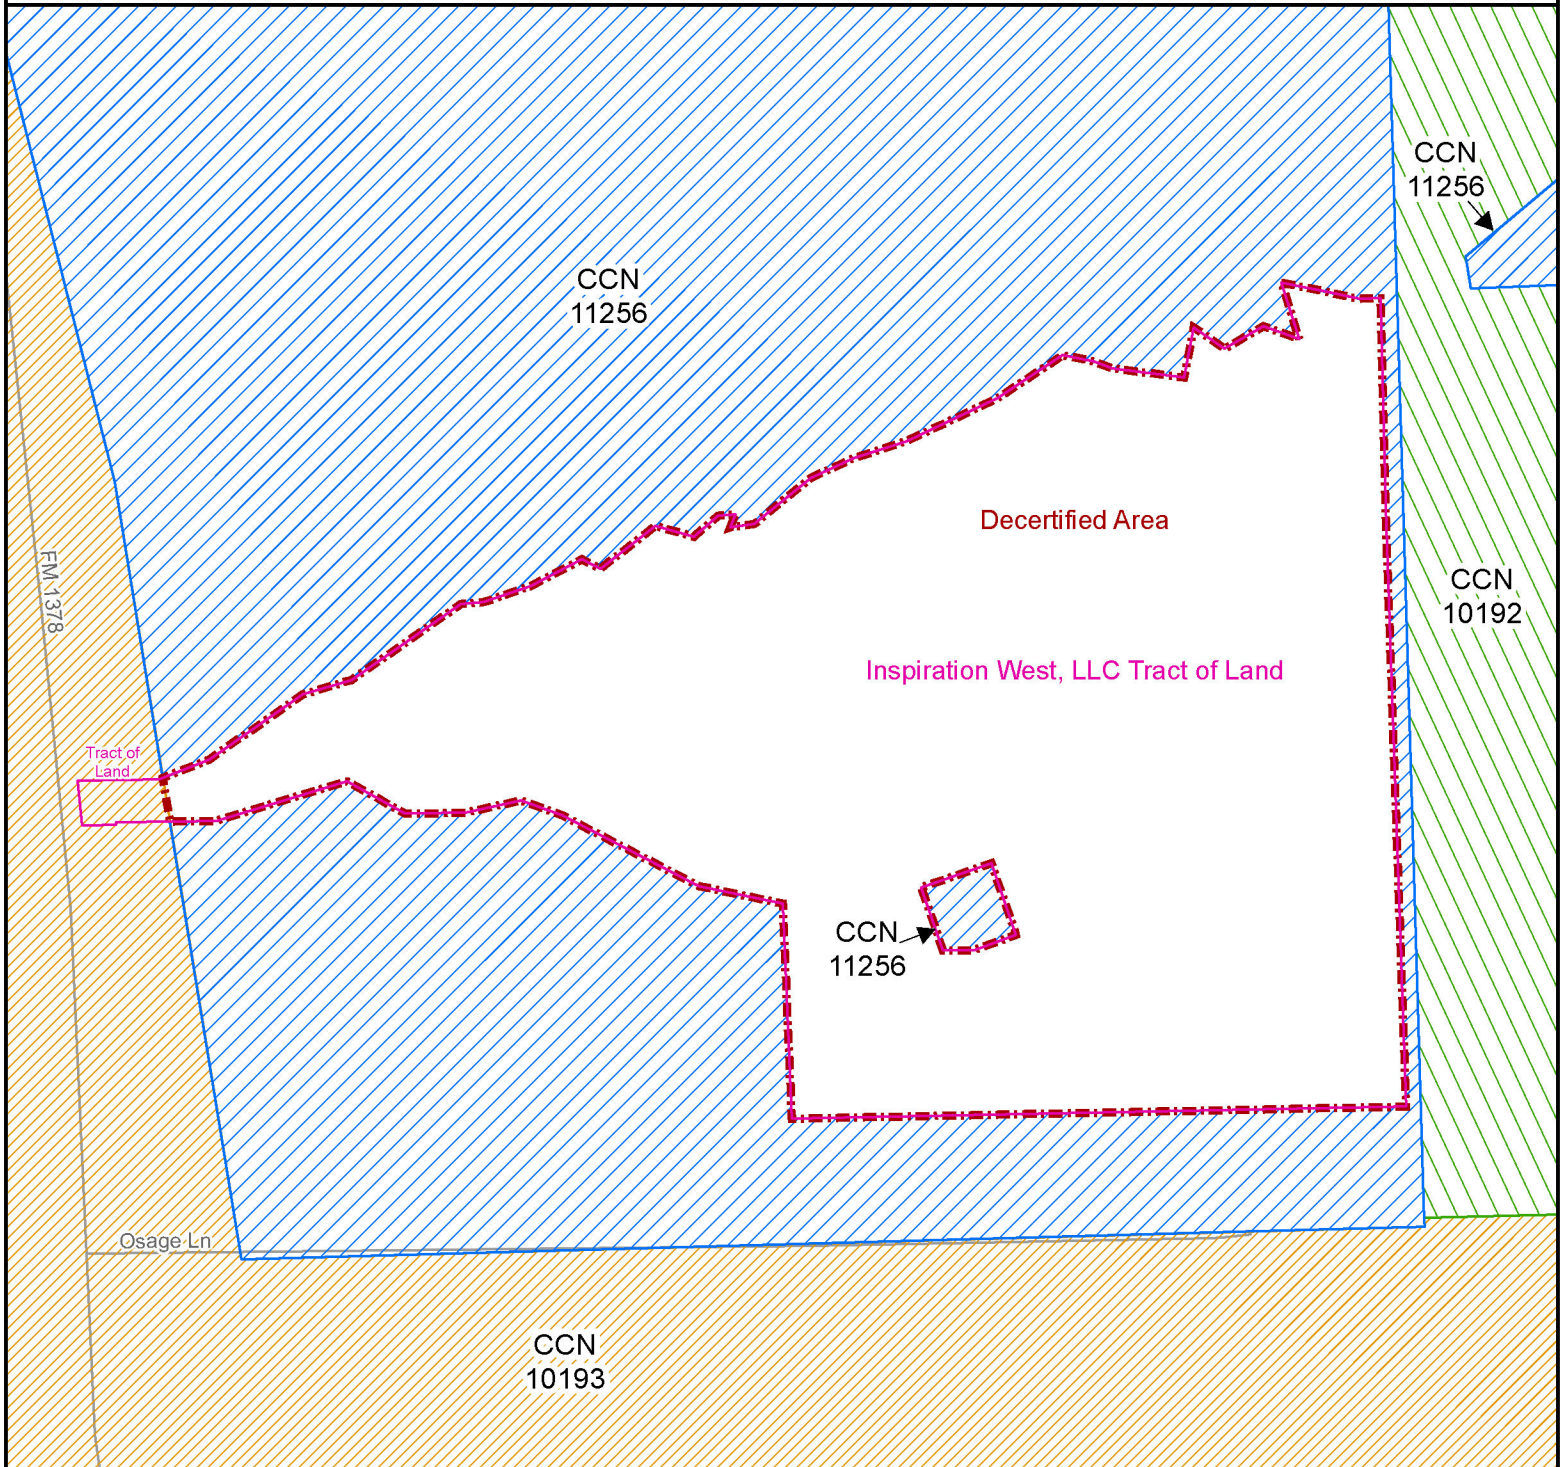 CCN
11256
CCN
11256
Decertified Area
FM 1378
CCN
10192
Inspiration West, LLC Tract of Land
Tract of
Land
CCN
11256
Osage Ln
CCN
10193